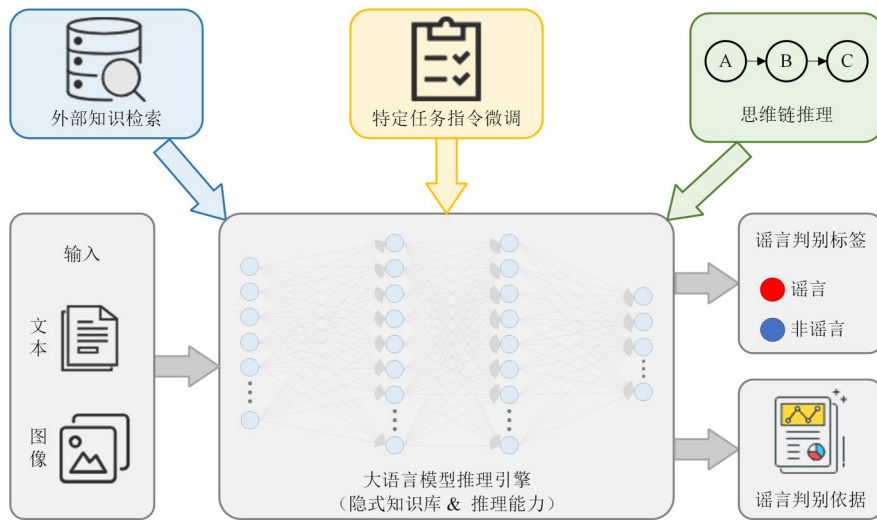 外部知识检索
特定任务指令微调
A
B
C
思维链推理
输入
文本
图像
大语言模型推理引擎
（隐式知识库 & 推理能力）
谣言判别标签
谣言
非谣言
谣言判别依据